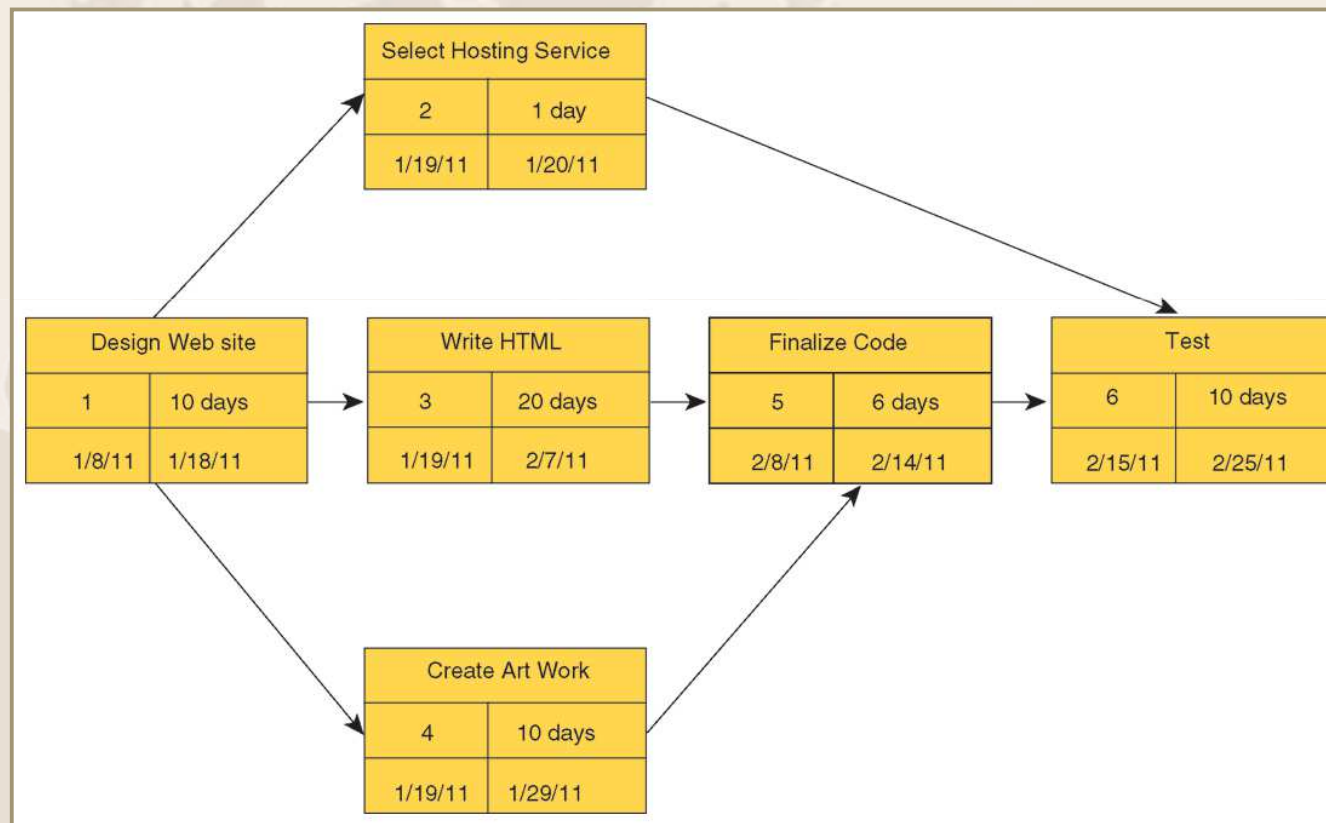 Select Hosting Service
2 1 day
1/19/11 1/20/11
Design Web site
1 10 days
1/8/11 1/18/11
Write HTML
3 20 days
1/19/11 2/7/11
Finalize Code
5 6 days
2/8/11 2/14/11
Test
6 10 days
2/15/11 2/25/11
Create Art Work
4 10 days
1/19/11 1/29/11